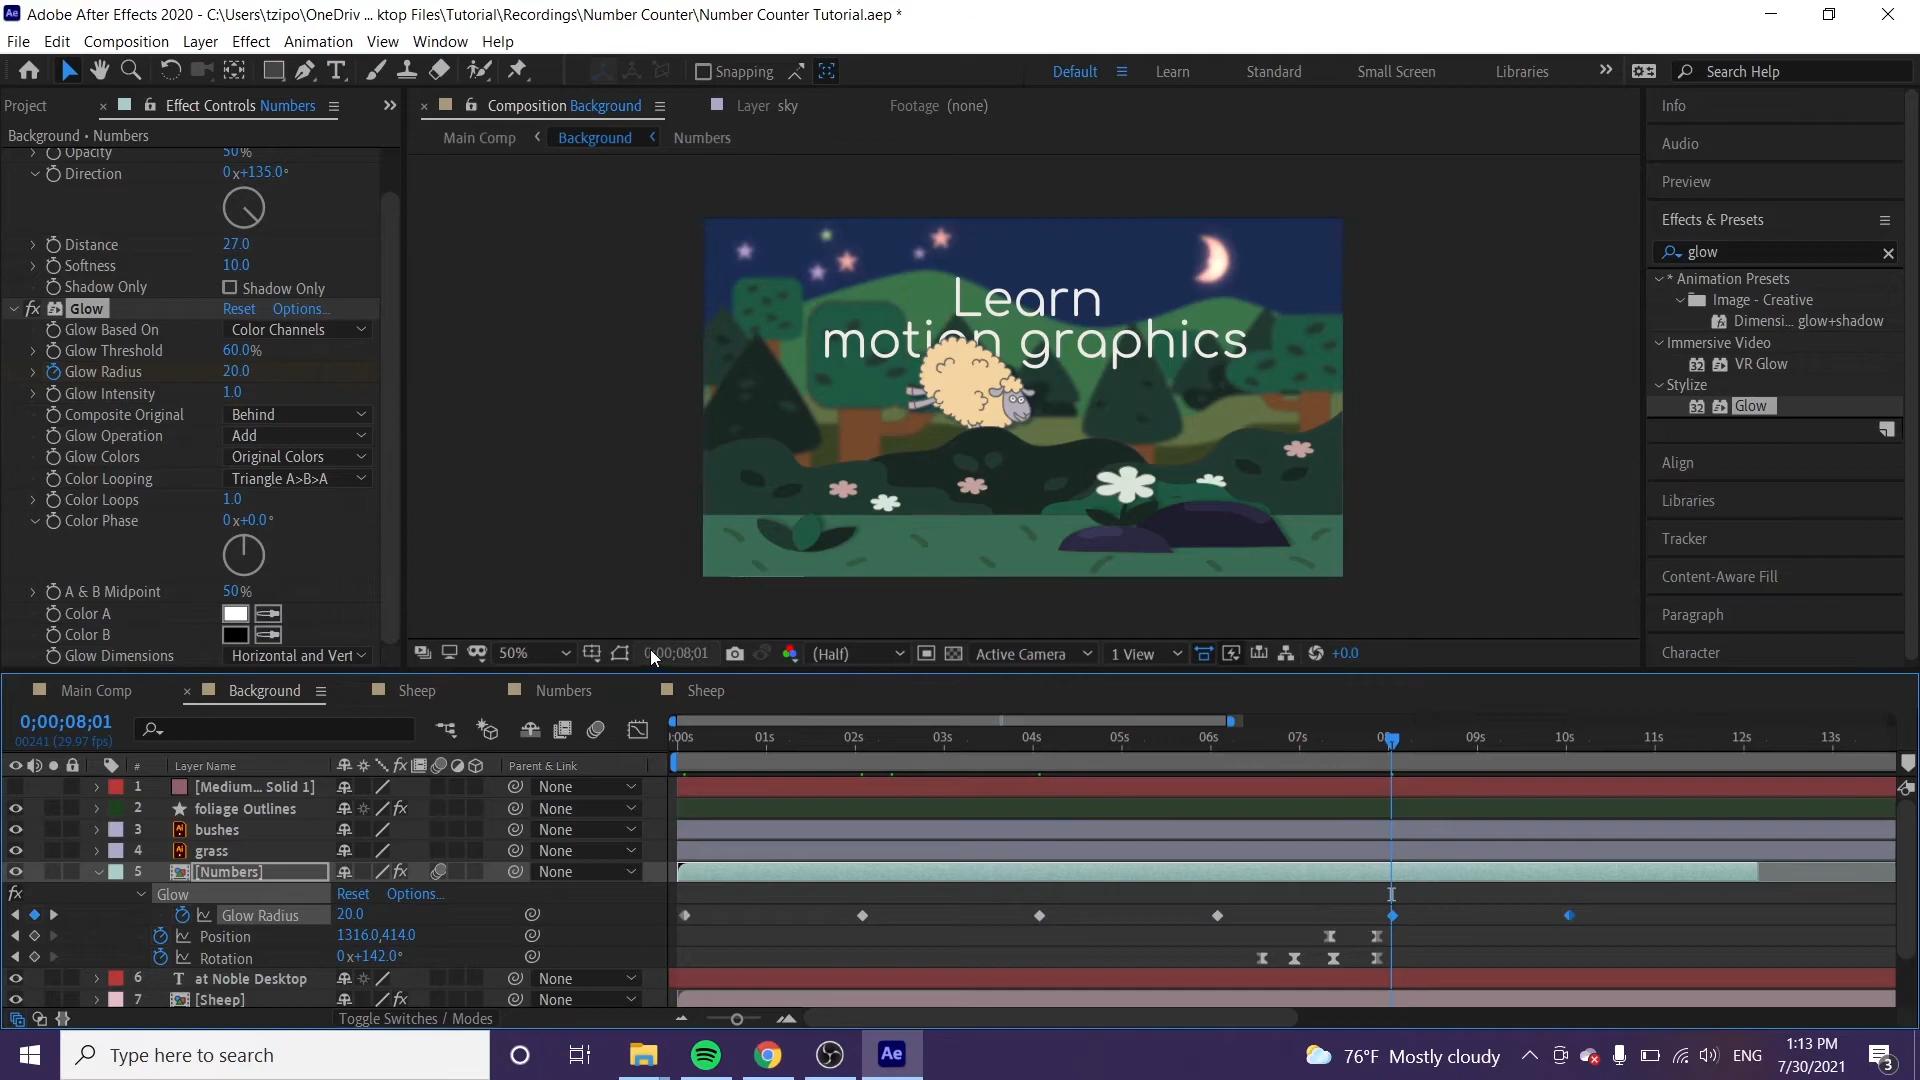 Adobe After Effects 2020 - C:\Users\tzipo\OneDriv ... ktop Files\Tutorial\Recordings\Number Counter\Number Counter Tutorial.aep *
File Edit Composition Layer Effect Animation View Window Help
Snapping Default Learn Standard Small Screen Libraries Search Help
Project Effect Controls Numbers Composition Background Layer sky Footage (none) Info
Background • Numbers Main Comp Background Numbers
Audio
Preview
Effects & Presets
glow
* Animation Presets
Image - Creative
Dimensi... glow+shadow
Immersive Video
VR Glow
Stylize
Glow
Align
Libraries
Tracker
Content-Aware Fill
Paragraph
Character
Opacity 50%
Direction 0x+135.0°
Distance 27.0
Softness 10.0
Shadow Only Shadow Only
fx Glow Reset Options...
Glow Based On Color Channels
Glow Threshold 60.0%
Glow Radius 20.0
Glow Intensity 1.0
Composite Original Behind
Glow Operation Add
Glow Colors Original Colors
Color Looping Triangle A>B>A
Color Loops 1.0
Color Phase 0x+0.0°
A & B Midpoint 50%
Color A
Color B
Glow Dimensions Horizontal and Vert
Learn
motion graphics
50% 0;00;08;01 (Half) Active Camera 1 View +0.0
Main Comp Background Sheep Numbers Sheep
0;00;08;01
00241 (29.97 fps)
:00s 01s 02s 03s 04s 05s 06s 07s 09s 10s 11s 12s 13s
# Layer Name Parent & Link
1 [Medium... Solid 1] None
2 foliage Outlines fx None
3 bushes None
4 grass None
5 [Numbers] fx None
fx Glow Reset Options...
Glow Radius 20.0
Position 1316.0,414.0
Rotation 0x+142.0°
6 T at Noble Desktop None
7 [Sheep] fx None
Toggle Switches / Modes
Type here to search Ae 76°F Mostly cloudy ENG 1:13 PM
7/30/2021
3